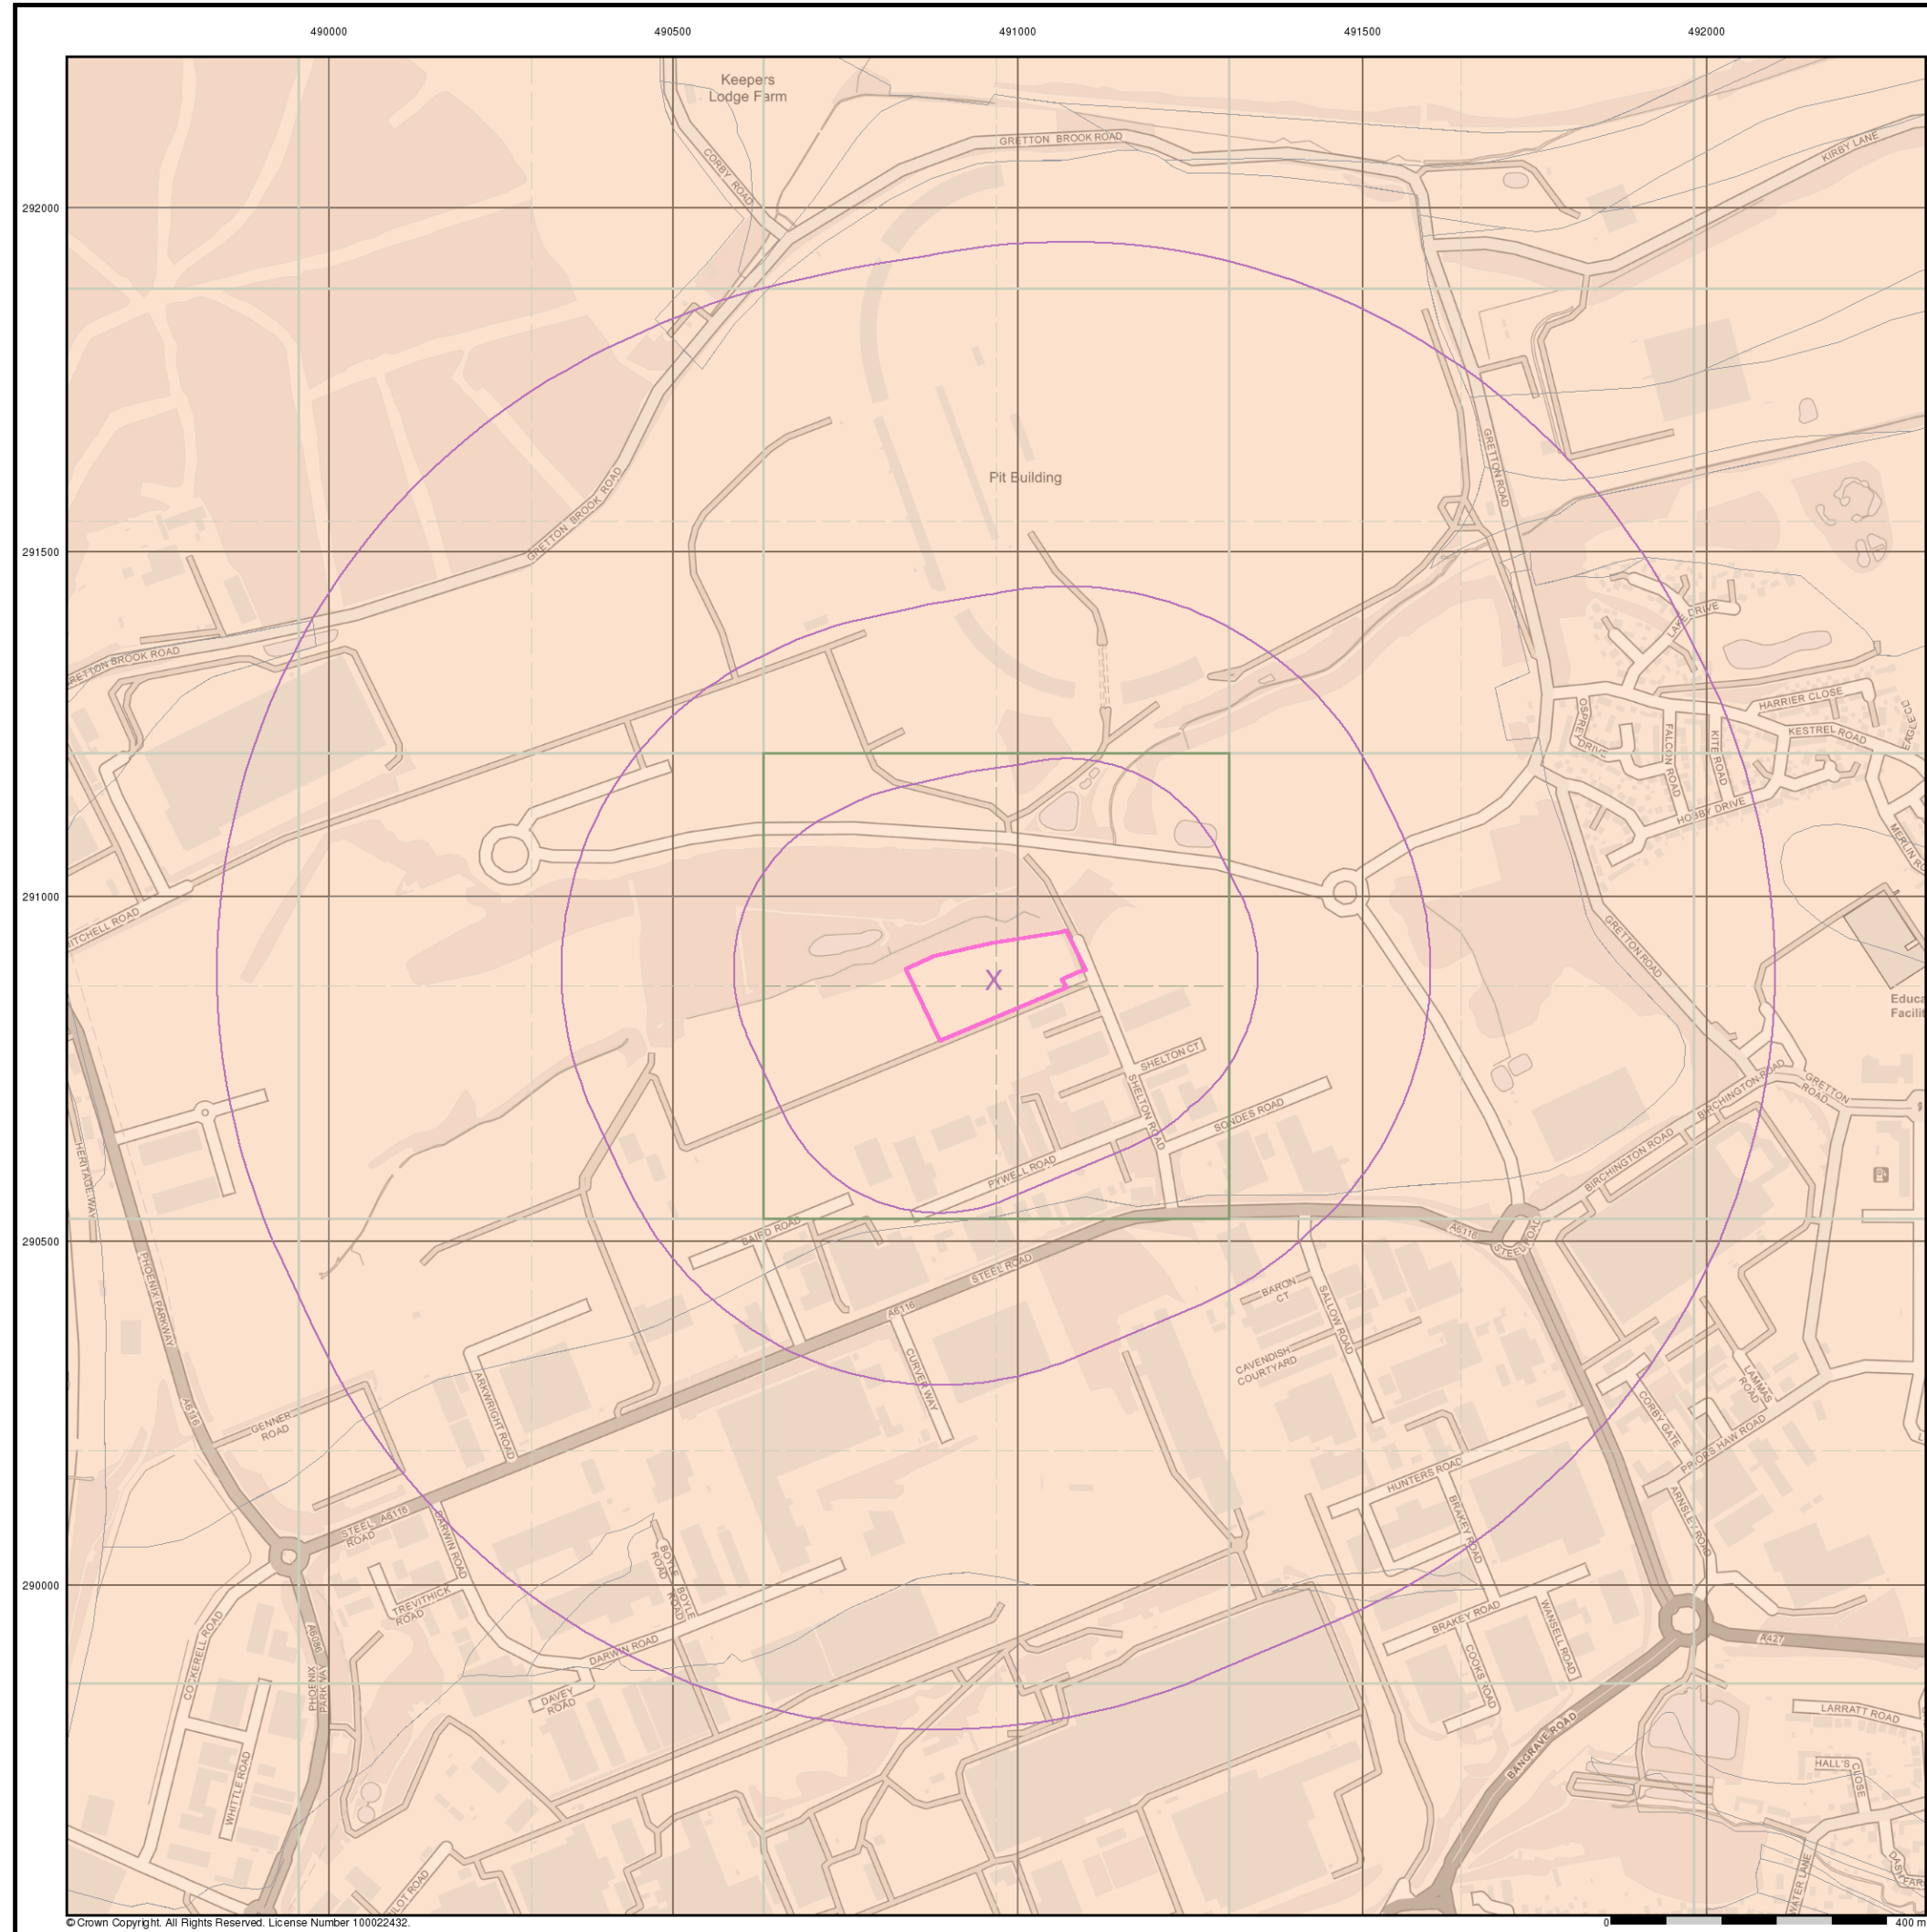 490000
490500
491000
491500
492000
Keepers
Lodge Farm
CORBY ROAD
GRETTON BROOK ROAD
KIRBY LANE
292000
Pit Building
GRETTON ROAD
GRETTON BROOK ROAD
291500
LAKE DRIVE
RETTON BROOK ROAD
HARRIER CLOSE
EAGLE CL
OSPREY
DRIVE
FALCON ROAD
KITE ROAD
KESTREL ROAD
HOBBY DRIVE
MERLIN RO
291000
ITCHELL ROAD
GRETTON ROAD
X
Educa
Facilit
SHELTON CT
SHELTON ROAD
SONDES ROAD
GRETTON
ROAD
BIRCHINGTON ROAD
BIRCHINGTON ROAD
HERITAGE WAY
PYWELL ROAD
BAIRD ROAD
290500
A6116
STEEL ROAD
STEEL ROAD
PHOENIX PARKWAY
A6116
BARON
CT
SALLOW ROAD
CAVENDISH
COURTYARD
CURVER WAY
ARKWRIGHT ROAD
LAMMAS
ROAD
CORBY GATE
A6116
GENNER
ROAD
PRIORS HAW ROAD
HUNTERS ROAD
BRAKEY ROAD
ARNSLEY ROAD
STEEL
ROAD
A6116
DARWIN ROAD
BOYLE
ROAD
BOYLE
ROAD
290000
TREVITHICK
ROAD
COCKERELL ROAD
A6086
PHOENIX
PARKWAY
DARWIN ROAD
BRAKEY ROAD
WANSELL ROAD
COOKS ROAD
A427
DAVEY
ROAD
LARRATT ROAD
BANGRAVE ROAD
HALL'S
CLOSE
WHITTLE ROAD
PILOT ROAD
WATER LANE
© Crown Copyright. All Rights Reserved. License Number 100022432.
0
400 m